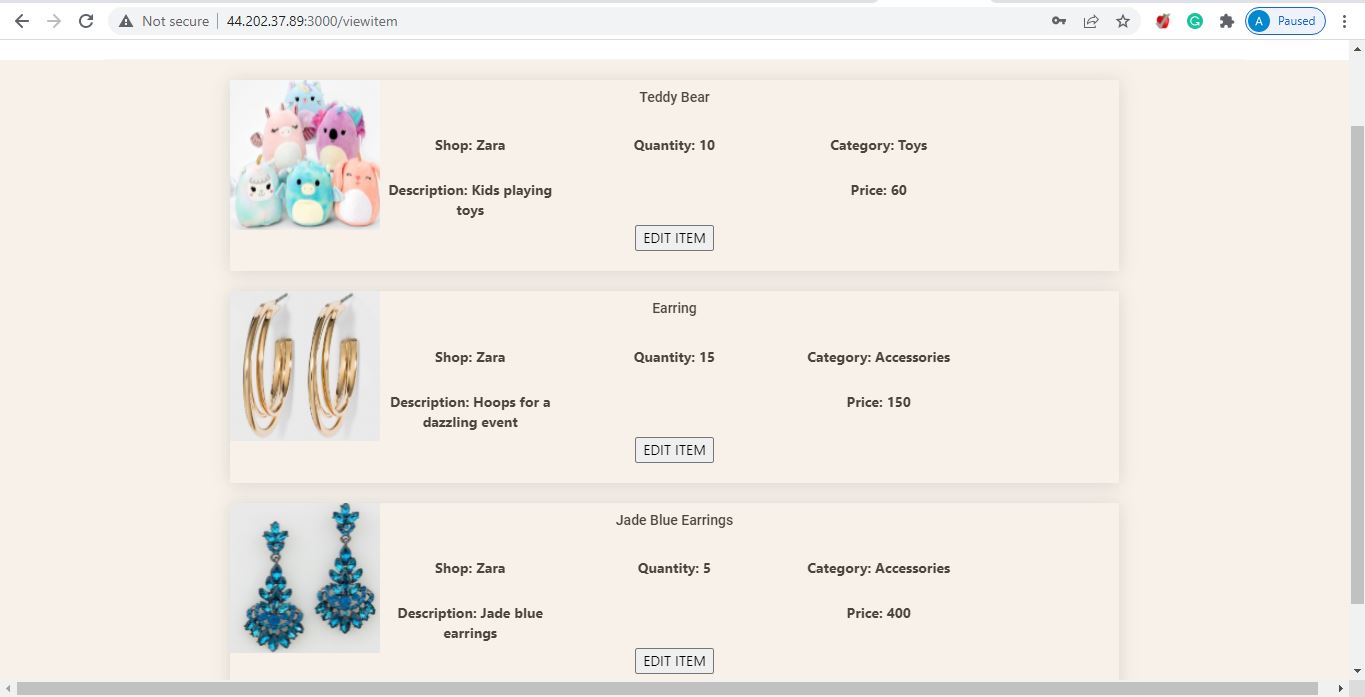 Not secure
44.202.37.89:3000/viewitem
A
Paused
Teddy Bear
Shop: Zara
Quantity: 10
Category: Toys
Description: Kids playing
toys
Price: 60
EDIT ITEM
Earring
Shop: Zara
Quantity: 15
Category: Accessories
Description: Hoops for a
dazzling event
Price: 150
EDIT ITEM
Jade Blue Earrings
Shop: Zara
Quantity: 5
Category: Accessories
Description: Jade blue
earrings
Price: 400
EDIT ITEM